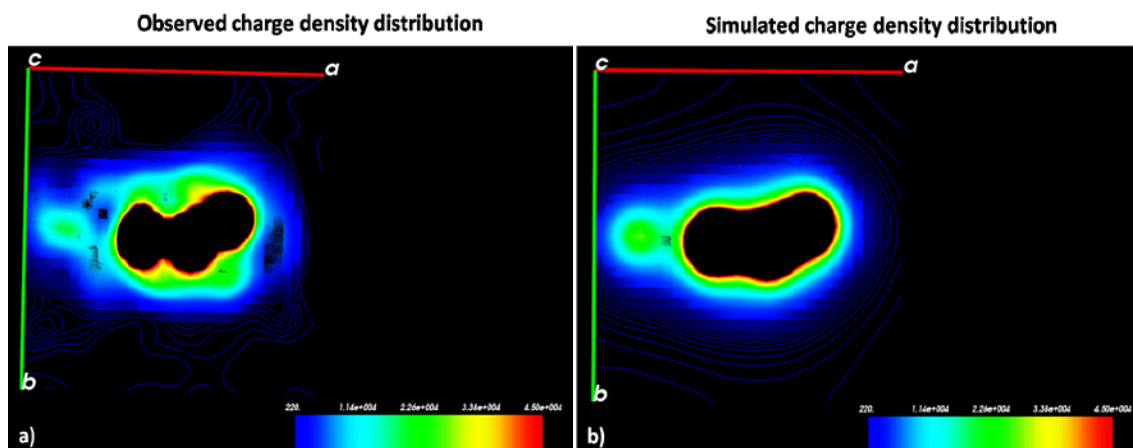 Observed charge density distribution
Simulated charge density distribution
c
a
b
220. 1.14e+004 2.26e+004 3.38e+004 4.50e+004
a)
c
a
b
220. 1.14e+004 2.26e+004 3.38e+004 4.50e+004
b)